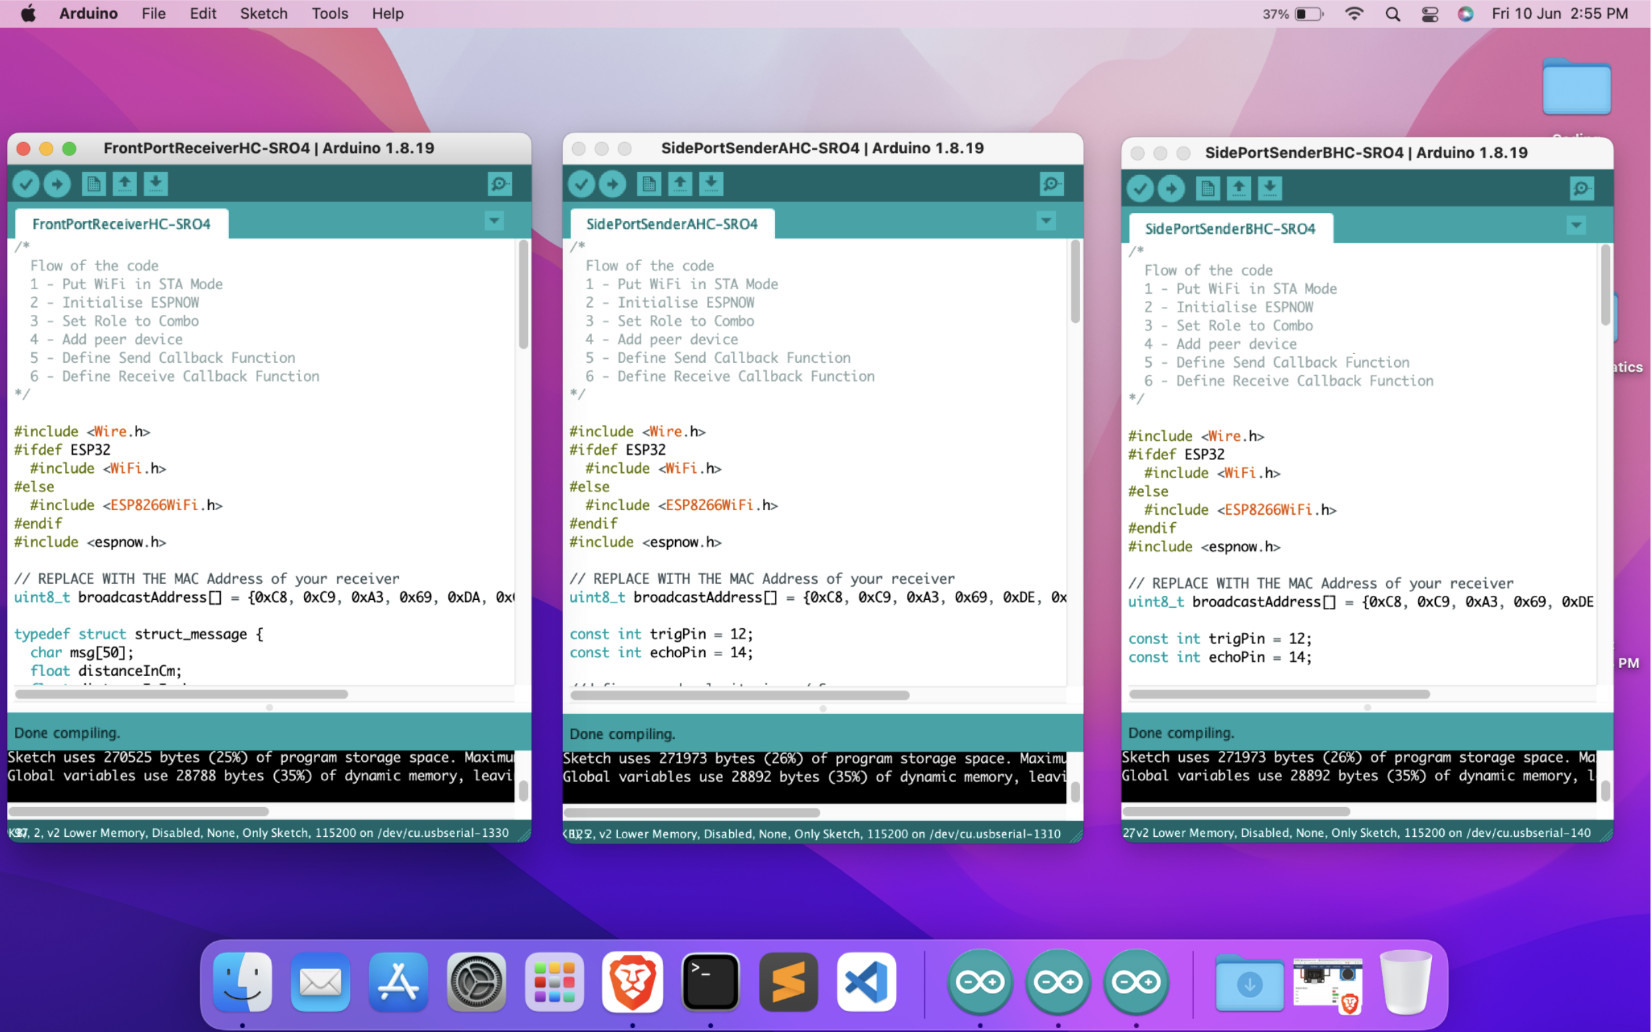 Arduino File Edit Sketch Tools Help 37% Fri 10 Jun 2:55 PM
FrontPortReceiverHC-SRO4 | Arduino 1.8.19
FrontPortReceiverHC-SRO4
/*
Flow of the code
1 - Put WiFi in STA Mode
2 - Initialise ESPNOW
3 - Set Role to Combo
4 - Add peer device
5 - Define Send Callback Function
6 - Define Receive Callback Function
*/
#include <Wire.h>
#ifdef ESP32
#include <WiFi.h>
#else
#include <ESP8266WiFi.h>
#endif
#include <espnow.h>
// REPLACE WITH THE MAC Address of your receiver
uint8_t broadcastAddress[] = {0xC8, 0xC9, 0xA3, 0x69, 0xDA,
typedef struct struct_message {
char msg[50];
float distanceInCm;
Done compiling.
Sketch uses 270525 bytes (25%) of program storage space. Maximu
Global variables use 28788 bytes (35%) of dynamic memory, leavi
2, v2 Lower Memory, Disabled, None, Only Sketch, 115200 on /dev/cu.usbserial-1330
SidePortSenderAHC-SRO4 | Arduino 1.8.19
SidePortSenderAHC-SRO4
/*
Flow of the code
1 - Put WiFi in STA Mode
2 - Initialise ESPNOW
3 - Set Role to Combo
4 - Add peer device
5 - Define Send Callback Function
6 - Define Receive Callback Function
*/
#include <Wire.h>
#ifdef ESP32
#include <WiFi.h>
#else
#include <ESP8266WiFi.h>
#endif
#include <espnow.h>
// REPLACE WITH THE MAC Address of your receiver
uint8_t broadcastAddress[] = {0xC8, 0xC9, 0xA3, 0x69, 0xDE, 0x
const int trigPin = 12;
const int echoPin = 14;
Done compiling.
Sketch uses 271973 bytes (26%) of program storage space. Maximu
Global variables use 28892 bytes (35%) of dynamic memory, leavi
2, v2 Lower Memory, Disabled, None, Only Sketch, 115200 on /dev/cu.usbserial-1310
SidePortSenderBHC-SRO4 | Arduino 1.8.19
SidePortSenderBHC-SRO4
/*
Flow of the code
1 - Put WiFi in STA Mode
2 - Initialise ESPNOW
3 - Set Role to Combo
4 - Add peer device
5 - Define Send Callback Function
6 - Define Receive Callback Function
*/
#include <Wire.h>
#ifdef ESP32
#include <WiFi.h>
#else
#include <ESP8266WiFi.h>
#endif
#include <espnow.h>
// REPLACE WITH THE MAC Address of your receiver
uint8_t broadcastAddress[] = {0xC8, 0xC9, 0xA3, 0x69, 0xDE
const int trigPin = 12;
const int echoPin = 14;
Done compiling.
Sketch uses 271973 bytes (26%) of program storage space. Ma
Global variables use 28892 bytes (35%) of dynamic memory, l
v2 Lower Memory, Disabled, None, Only Sketch, 115200 on /dev/cu.usbserial-140
atics
PM